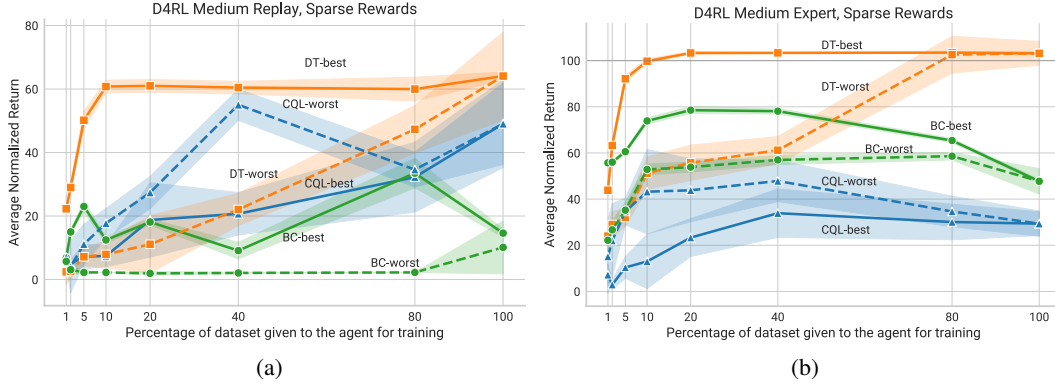 D4RL Medium Replay, Sparse Rewards
80
60
40
20
0
Average Normalized Return
DT-best
CQL-worst
DT-worst
CQL-best
BC-best
BC-worst
1 5 10 20 40 80 100
Percentage of dataset given to the agent for training
(a)
D4RL Medium Expert, Sparse Rewards
100
80
60
40
20
0
Average Normalized Return
DT-best
DT-worst
BC-best
BC-worst
CQL-worst
CQL-best
1 5 10 20 40 80 100
Percentage of dataset given to the agent for training
(b)